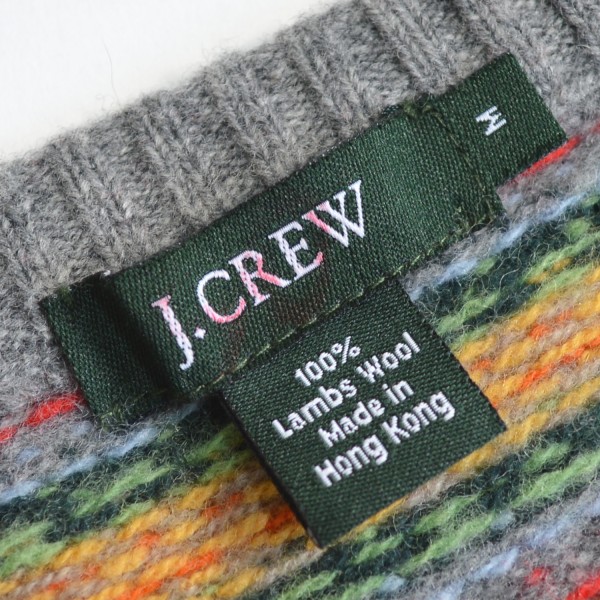 J.CREW
M
100%
Lambs Wool
Made in
Hong Kong